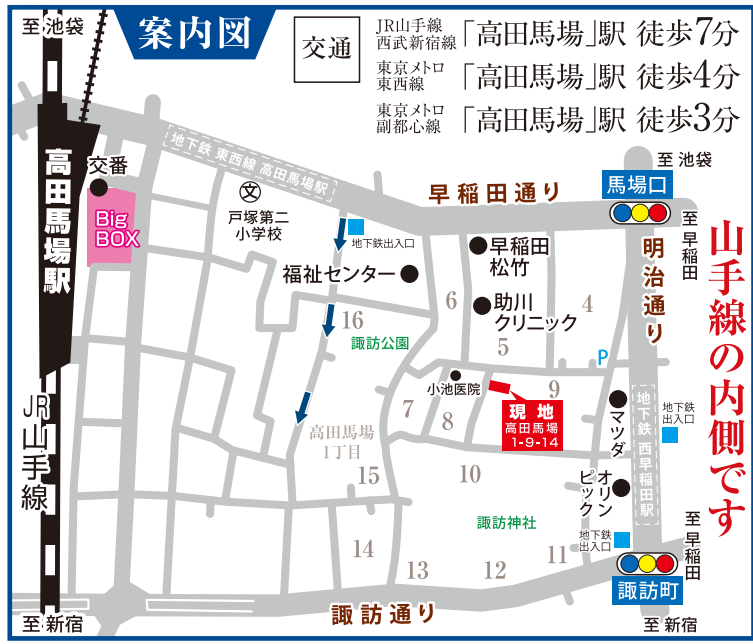 至池袋
案内図
交通
JR山手線
西武新宿線
「高田馬場」駅 徒歩7分
東京メトロ
東西線
「高田馬場」駅 徒歩4分
東京メトロ
副都心線
「高田馬場」駅 徒歩3分
高田馬場駅
交番
Big
BOX
地下鉄 東西線 高田馬場駅
文
戸塚第二
小学校
地下鉄出入口
福祉センター
早稲田通り
至 池袋
馬場口
至 早稲田
明治通り
山手線の内側です
早稲田
松竹
助川
クリニック
6
5
4
16
諏訪公園
P
小池医院
7
8
9
現地
高田馬場
1-9-14
マツダ
地下鉄 西早稲田駅
地下鉄
出入口
高田馬場
1丁目
15
10
オリン
ピック
諏訪神社
地下鉄
出入口
14
13
12
11
至 早稲田
諏訪町
諏訪通り
JR山手線
至新宿
至 新宿